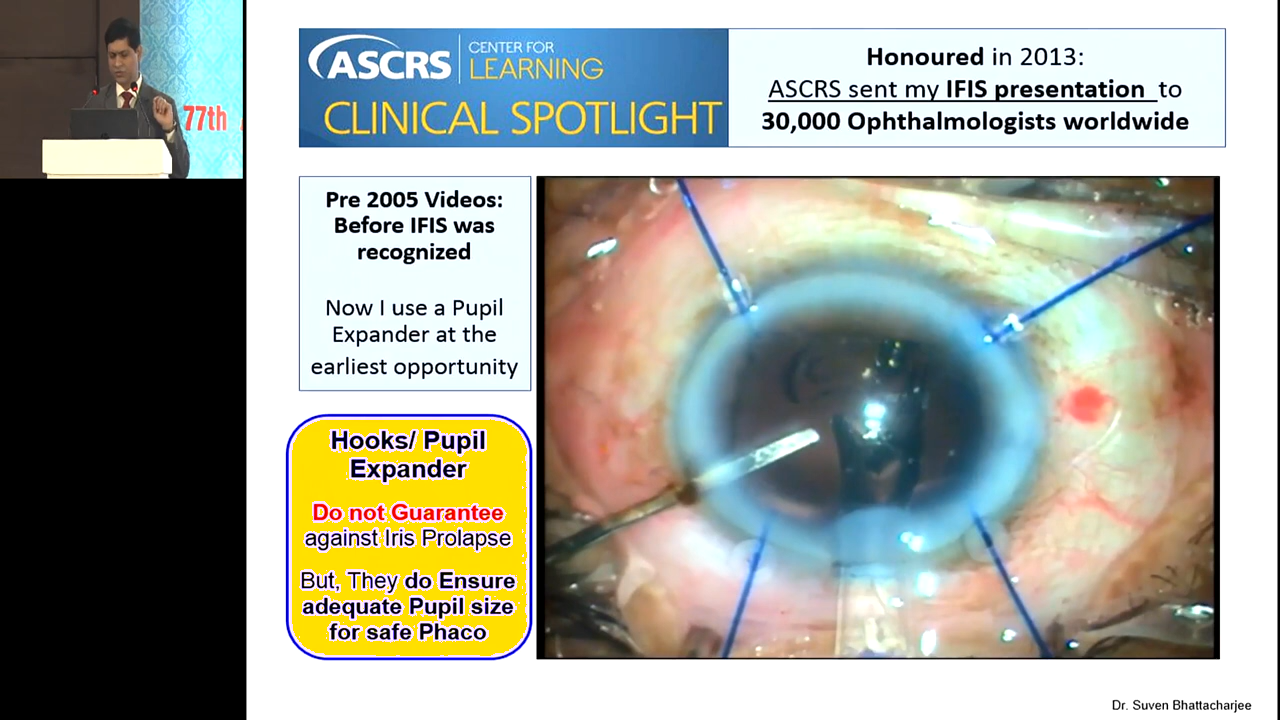 77th
ASCRS
CENTER FOR
LEARNING
CLINICAL SPOTLIGHT
Honoured in 2013:
ASCRS sent my IFIS presentation to
30,000 Ophthalmologists worldwide
Pre 2005 Videos:
Before IFIS was
recognized
Now I use a Pupil
Expander at the
earliest opportunity
Hooks/ Pupil
Expander
Do not Guarantee
against Iris Prolapse
But, They do Ensure
adequate Pupil size
for safe Phaco
Dr. Suven Bhattacharjee